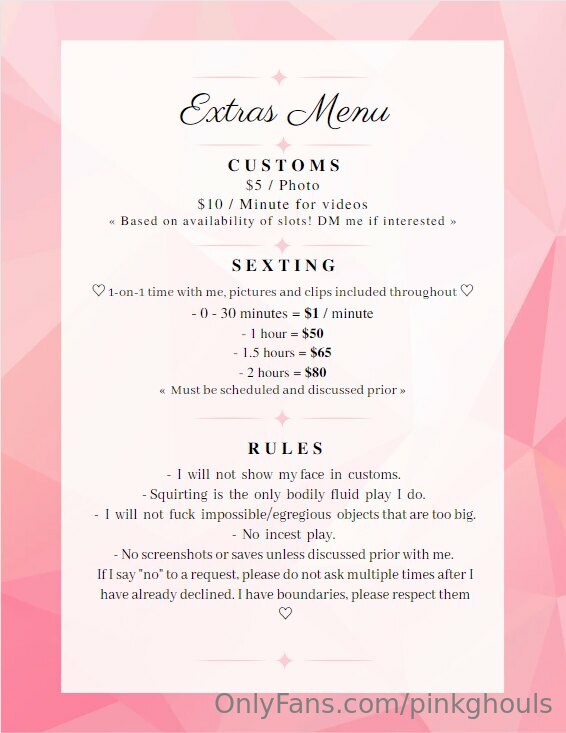 Extras Menu
CUSTOMS
$5 / Photo
$10 / Minute for videos
« Based on availability of slots! DM me if interested »
SEXTING
♡ 1-on-1 time with me, pictures and clips included throughout ♡
- 0 - 30 minutes = $1 / minute
- 1 hour = $50
- 1.5 hours = $65
- 2 hours = $80
« Must be scheduled and discussed prior »
RULES
- I will not show my face in customs.
- Squirting is the only bodily fluid play I do.
- I will not fuck impossible/egregious objects that are too big.
- No incest play.
- No screenshots or saves unless discussed prior with me.
If I say "no" to a request, please do not ask multiple times after I
have already declined. I have boundaries, please respect them
♡
OnlyFans.com/pinkghouls